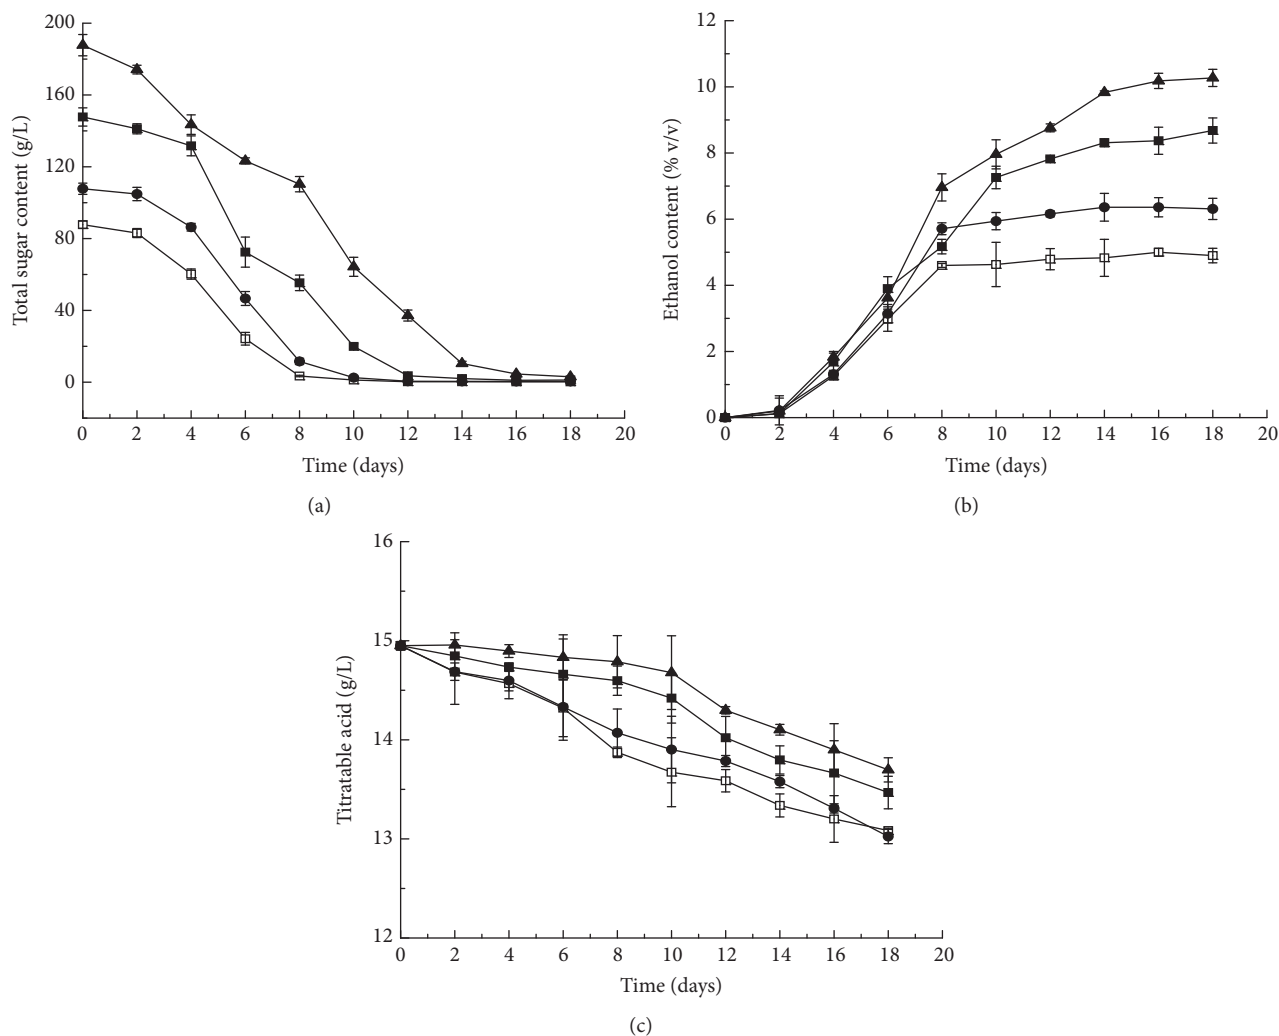 Total sugar content (g/L)
200
160
120
80
40
0
0 2 4 6 8 10 12 14 16 18 20
Time (days)
(a)
Ethanol content (% v/v)
12
10
8
6
4
2
0
0 2 4 6 8 10 12 14 16 18 20
Time (days)
(b)
Titratable acid (g/L)
16
15
14
13
12
0 2 4 6 8 10 12 14 16 18 20
Time (days)
(c)